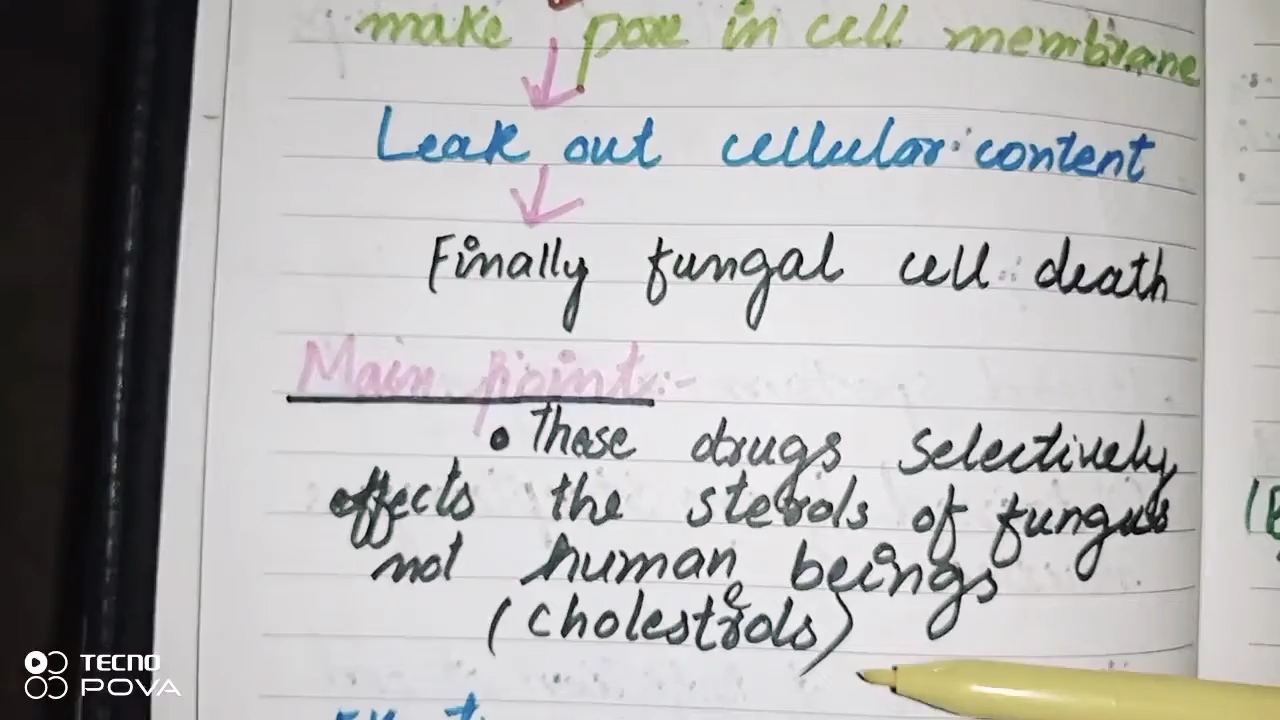 make pore in cell membrane
Leak out cellular content
Finally fungal cell death
Main point:-
• These drugs selectively
effects the sterols of fungus
not human beings
(cholesterols)
TECNO
POVA